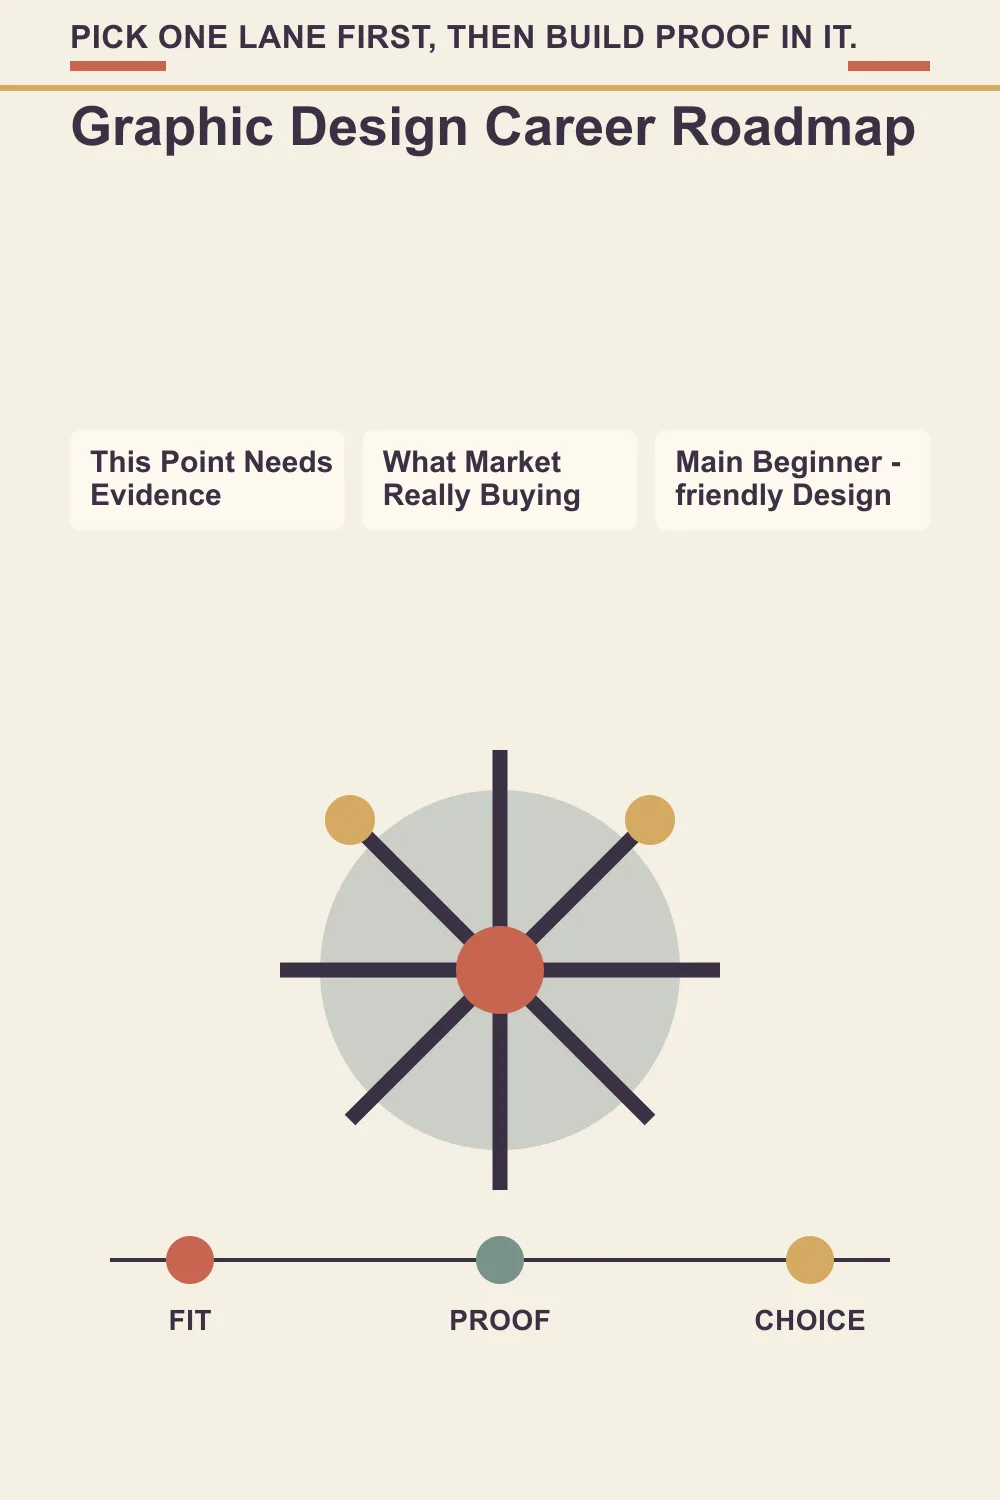 PICK ONE LANE FIRST, THEN BUILD PROOF IN IT.
Graphic Design Career Roadmap
This Point Needs
Evidence
What Market
Really Buying
Main Beginner -
friendly Design
FIT
PROOF
CHOICE